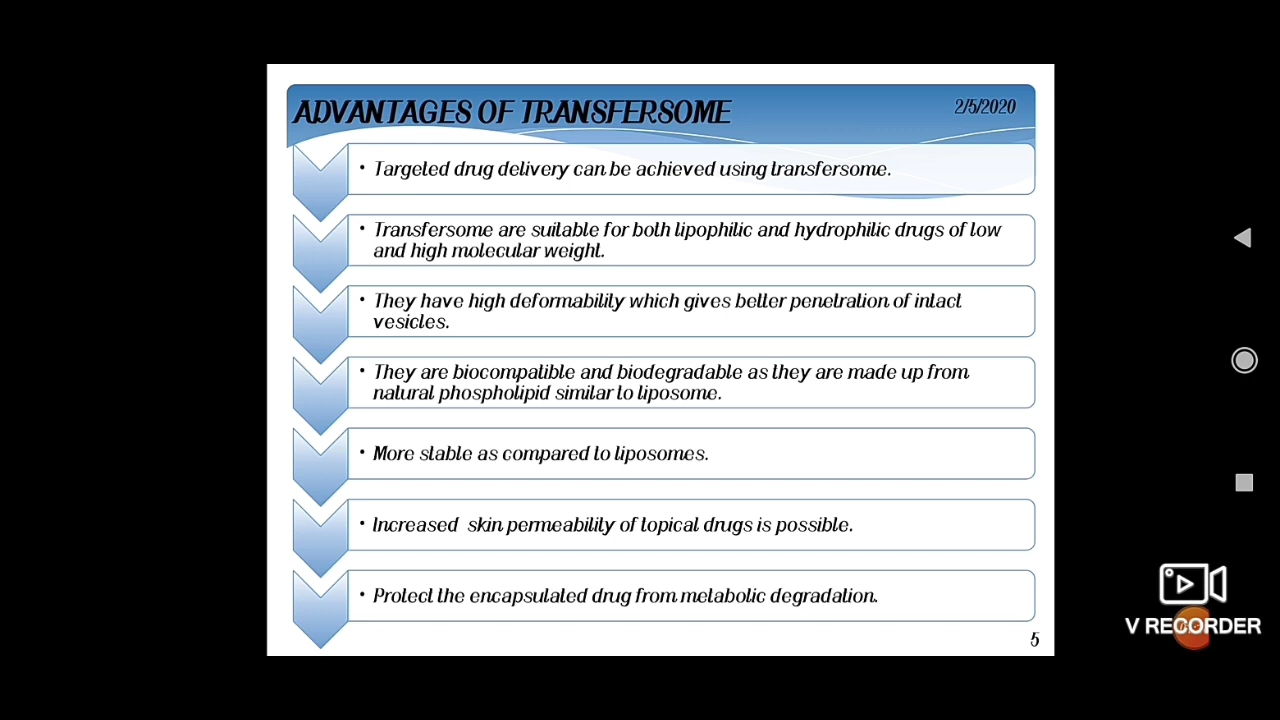 ADVANTAGES OF TRANSFERSOME
2/5/2020
• Targeted drug delivery can be achieved using transfersome.
• Transfersome are suitable for both lipophilic and hydrophilic drugs of low
and high molecular weight.
• They have high deformability which gives better penetration of intact
vesicles.
• They are biocompatible and biodegradable as they are made up from
natural phospholipid similar to liposome.
• More stable as compared to liposomes.
• Increased skin permeability of topical drugs is possible.
• Protect the encapsulated drug from metabolic degradation.
5
V RECORDER